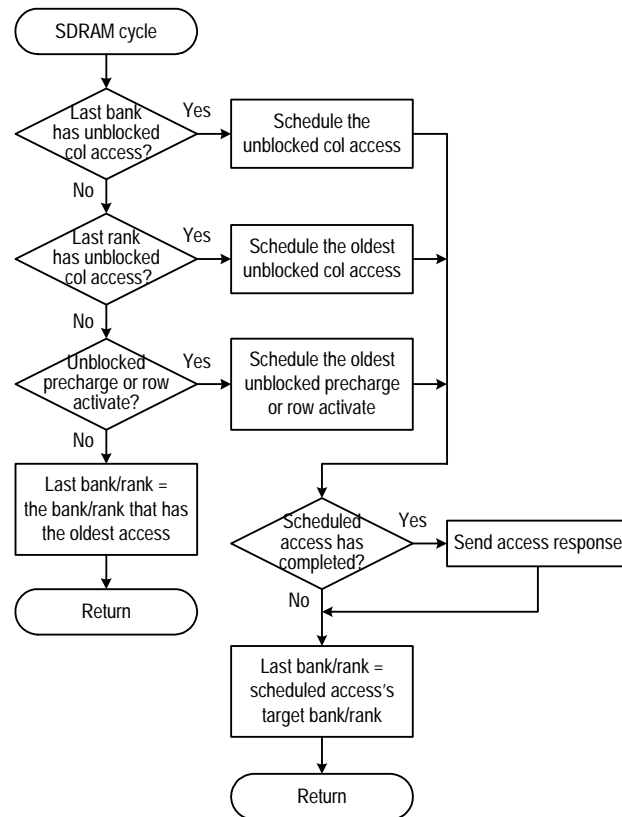 SDRAM cycle
Last bank
has unblocked
col access?
Yes
Schedule the
unblocked col access
No
Last rank
has unblocked
col access?
Yes
Schedule the oldest
unblocked col access
No
Unblocked
precharge or row
activate?
Yes
Schedule the oldest
unblocked precharge
or row activate
No
Last bank/rank =
the bank/rank that has
the oldest access
Return
Scheduled
access has
completed?
Yes
Send access response
No
Last bank/rank =
scheduled access's
target bank/rank
Return